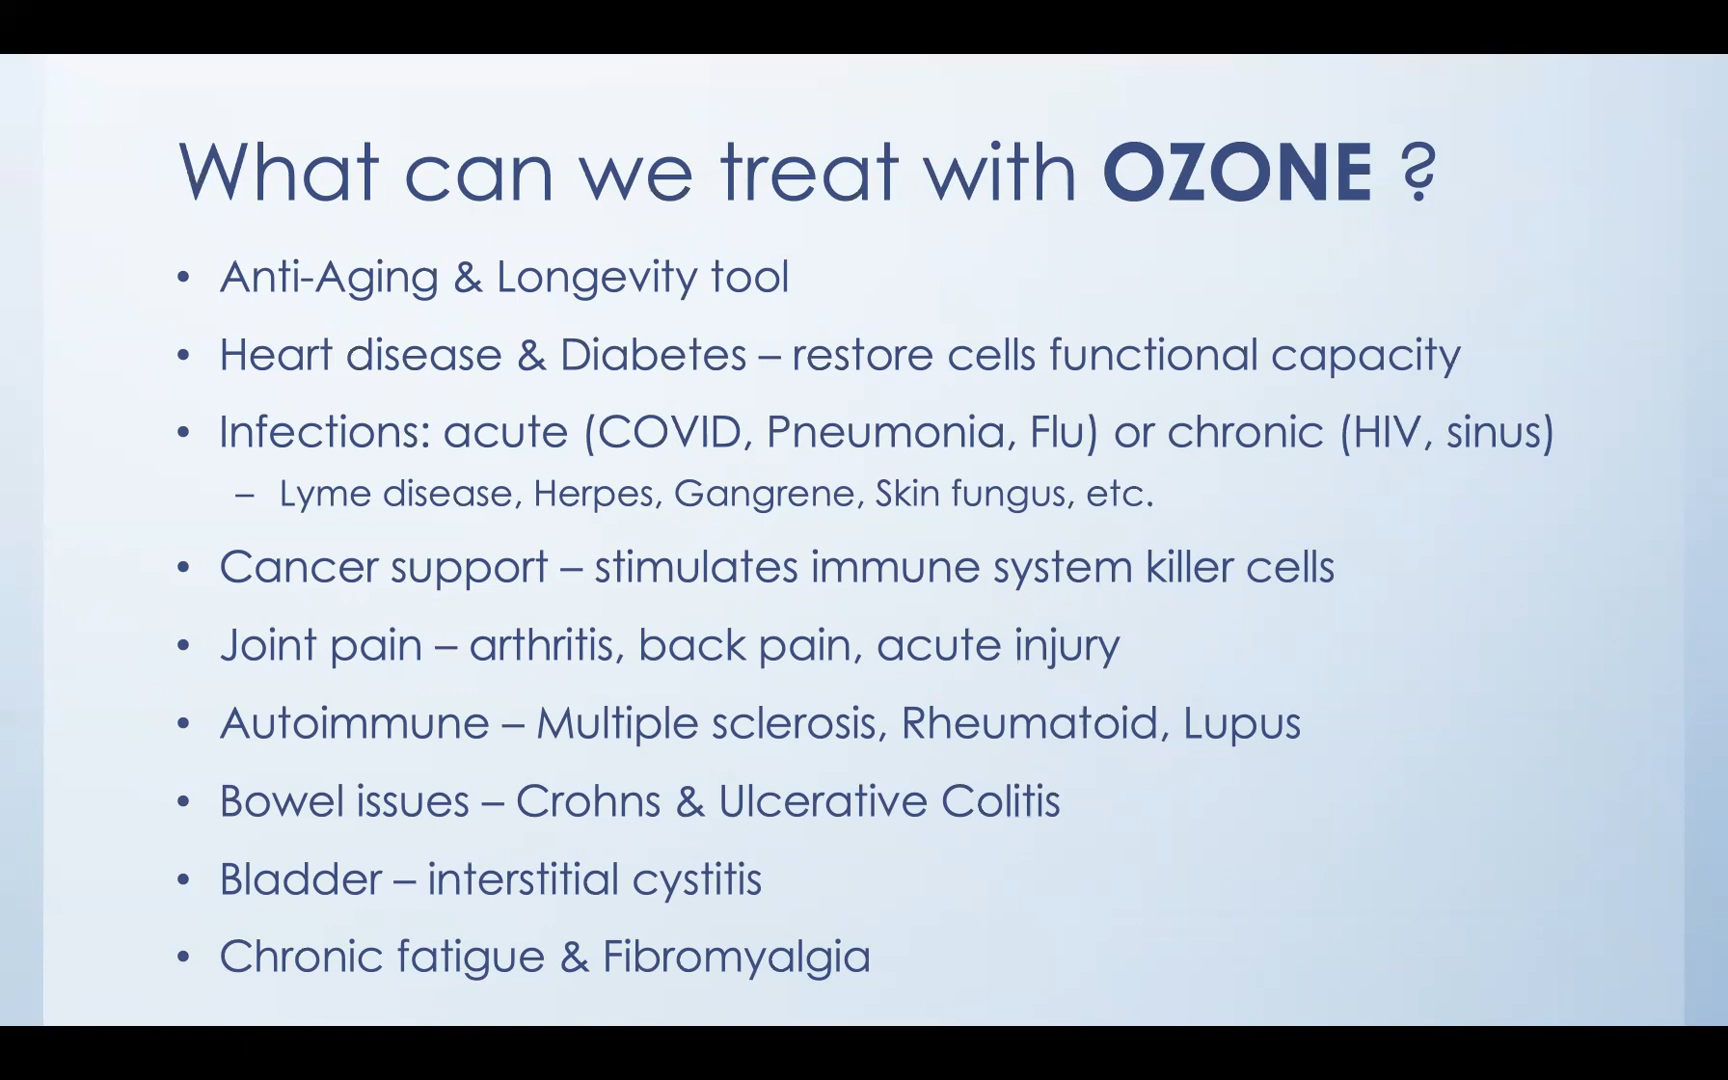 What can we treat with OZONE ?
• Anti-Aging & Longevity tool
• Heart disease & Diabetes – restore cells functional capacity
• Infections: acute (COVID, Pneumonia, Flu) or chronic (HIV, sinus)
– Lyme disease, Herpes, Gangrene, Skin fungus, etc.
• Cancer support – stimulates immune system killer cells
• Joint pain – arthritis, back pain, acute injury
• Autoimmune – Multiple sclerosis, Rheumatoid, Lupus
• Bowel issues – Crohns & Ulcerative Colitis
• Bladder – interstitial cystitis
• Chronic fatigue & Fibromyalgia